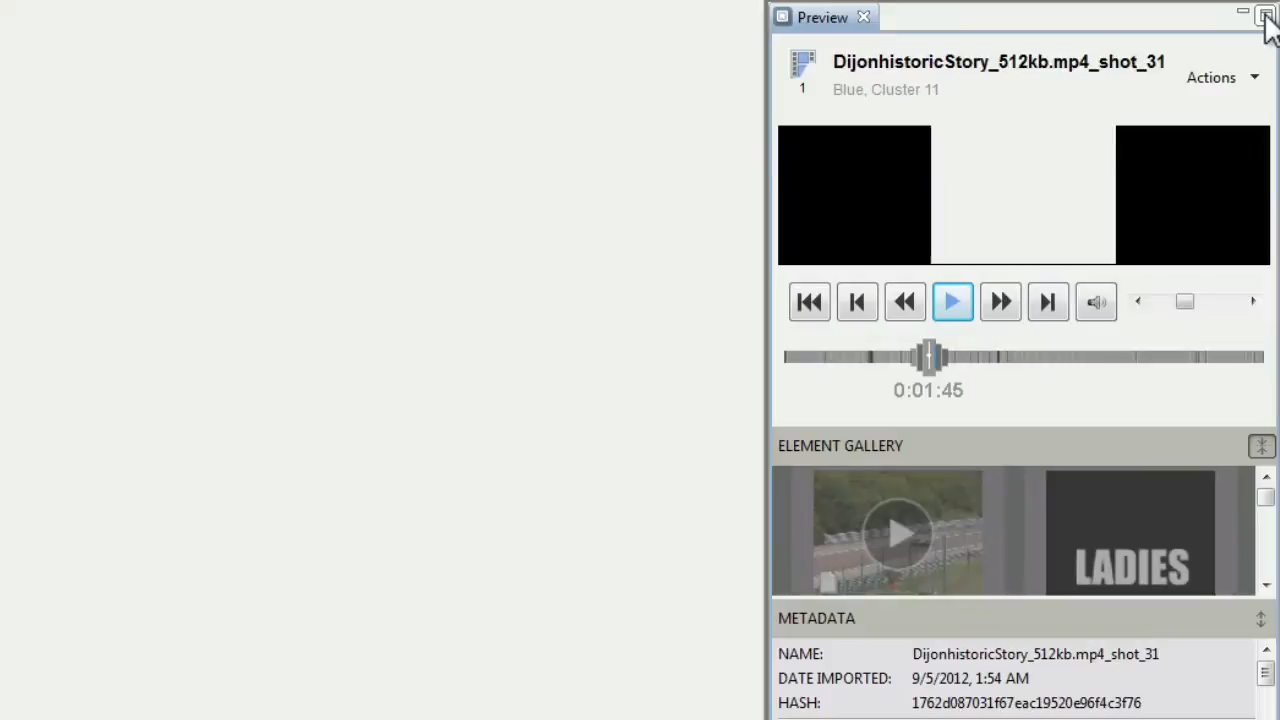 Preview
DijonhistoricStory_512kb.mp4_shot_31
1
Blue, Cluster 11
Actions
0:01:45
ELEMENT GALLERY
LADIES
METADATA
NAME: DijonhistoricStory_512kb.mp4_shot_31
DATE IMPORTED: 9/5/2012, 1:54 AM
HASH: 1762d087031f67eac19520e96f4c3f76